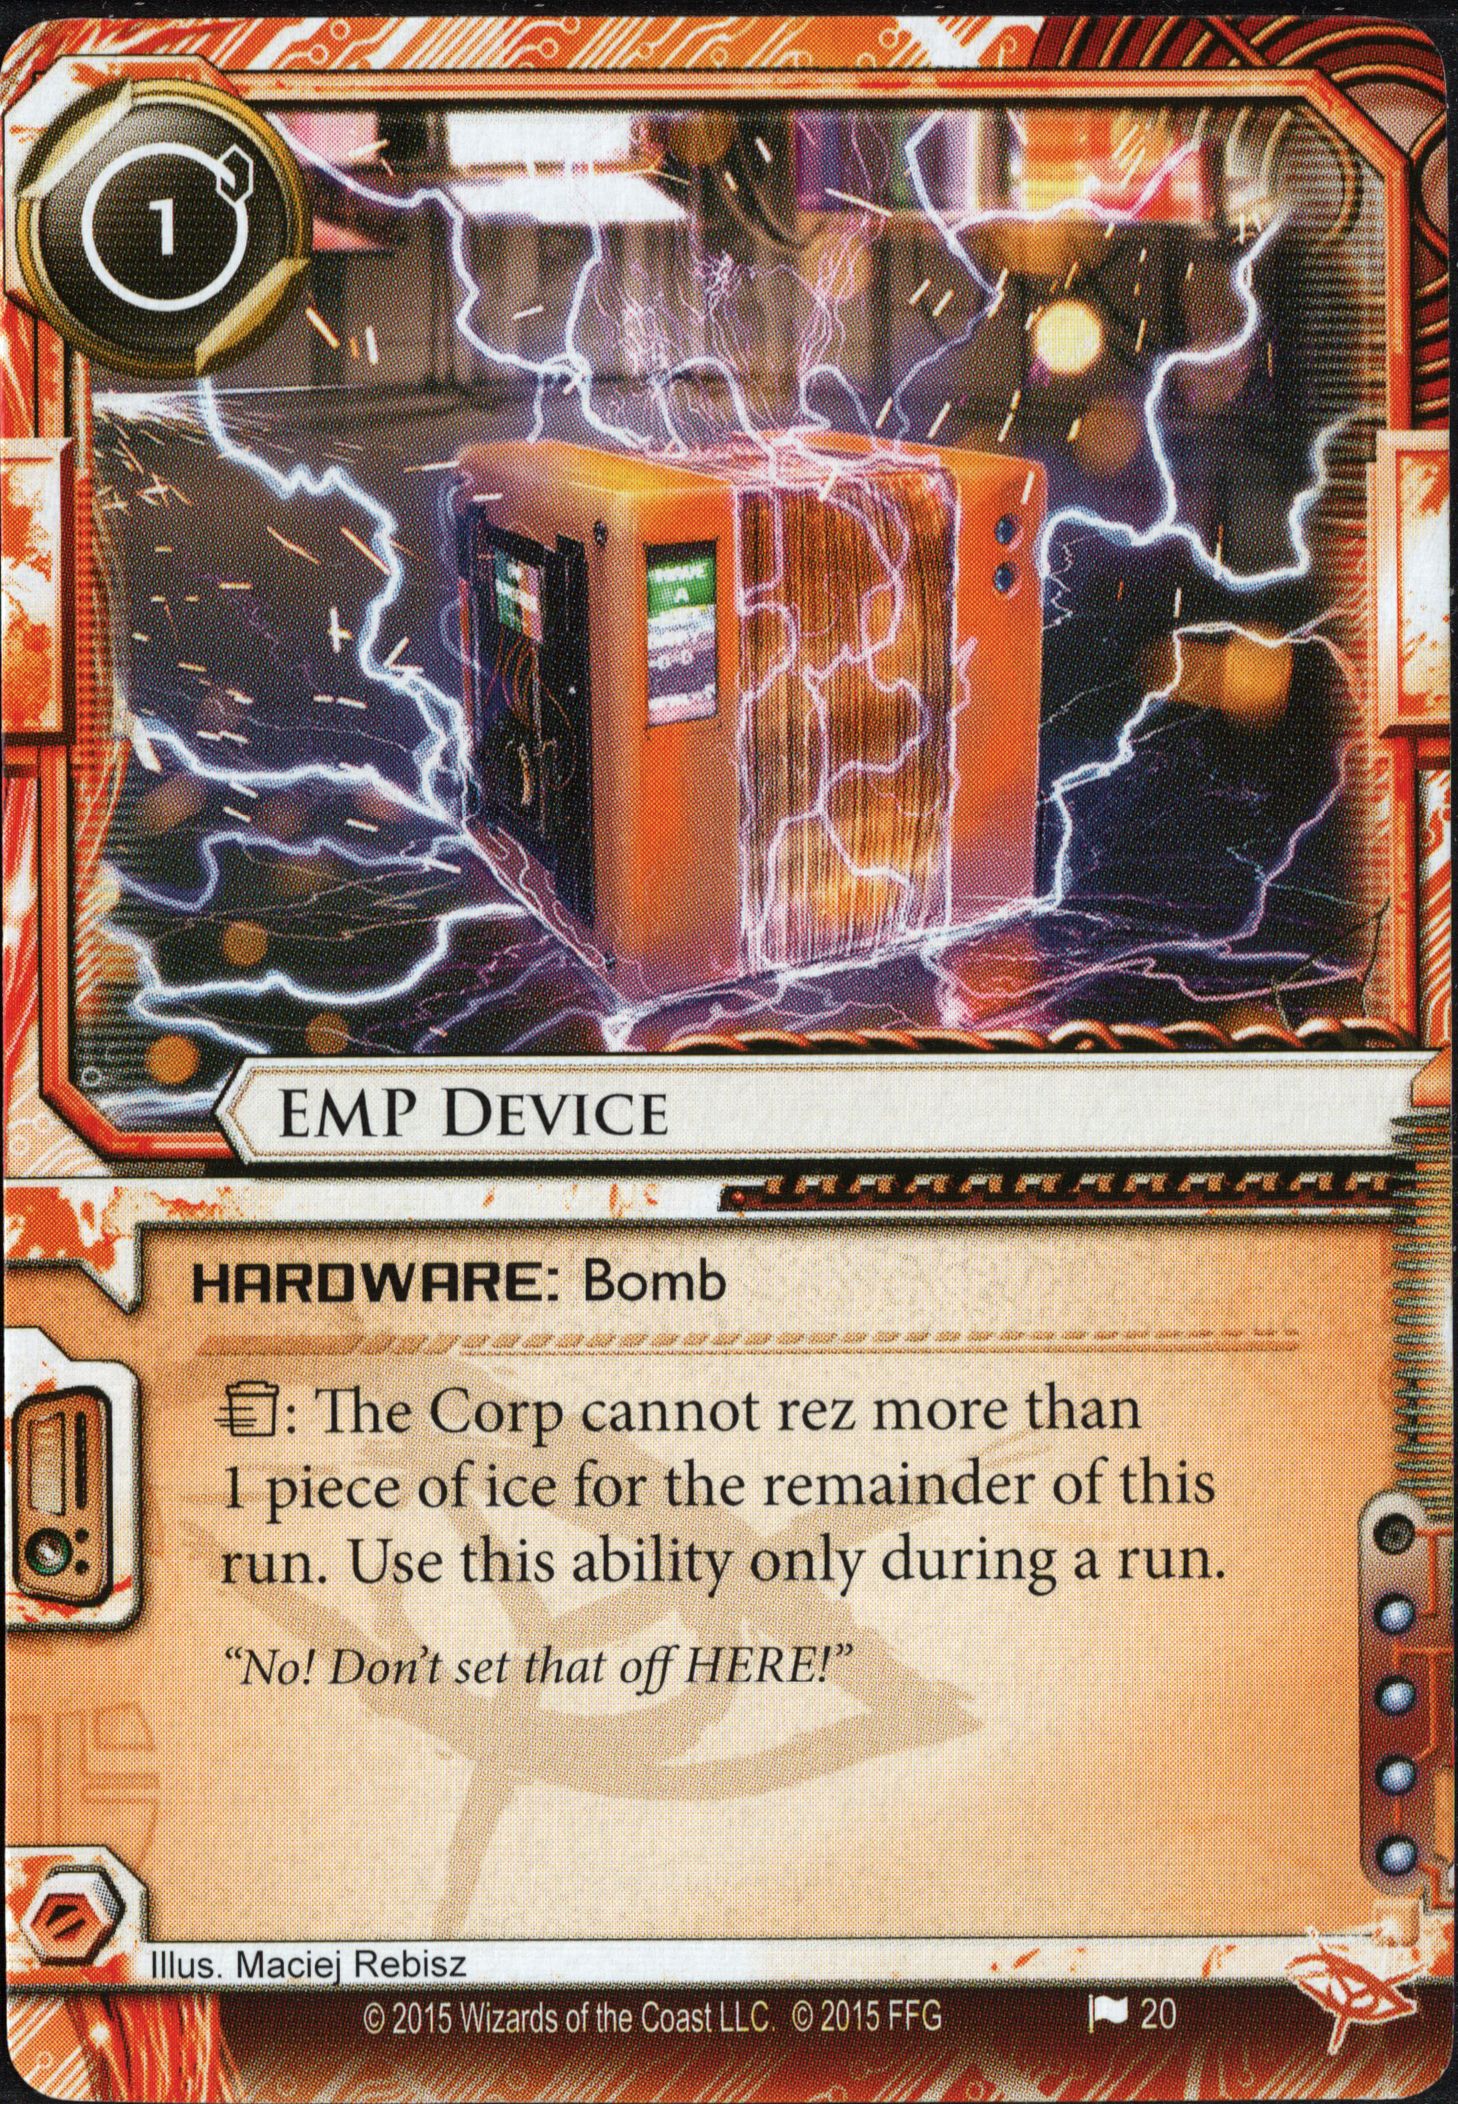 1
EMP DEVICE
HARDWARE: Bomb
: The Corp cannot rez more than
1 piece of ice for the remainder of this
run. Use this ability only during a run.
“No! Don’t set that off HERE!”
Illus. Maciej Rebisz
© 2015 Wizards of the Coast LLC. © 2015 FFG 20